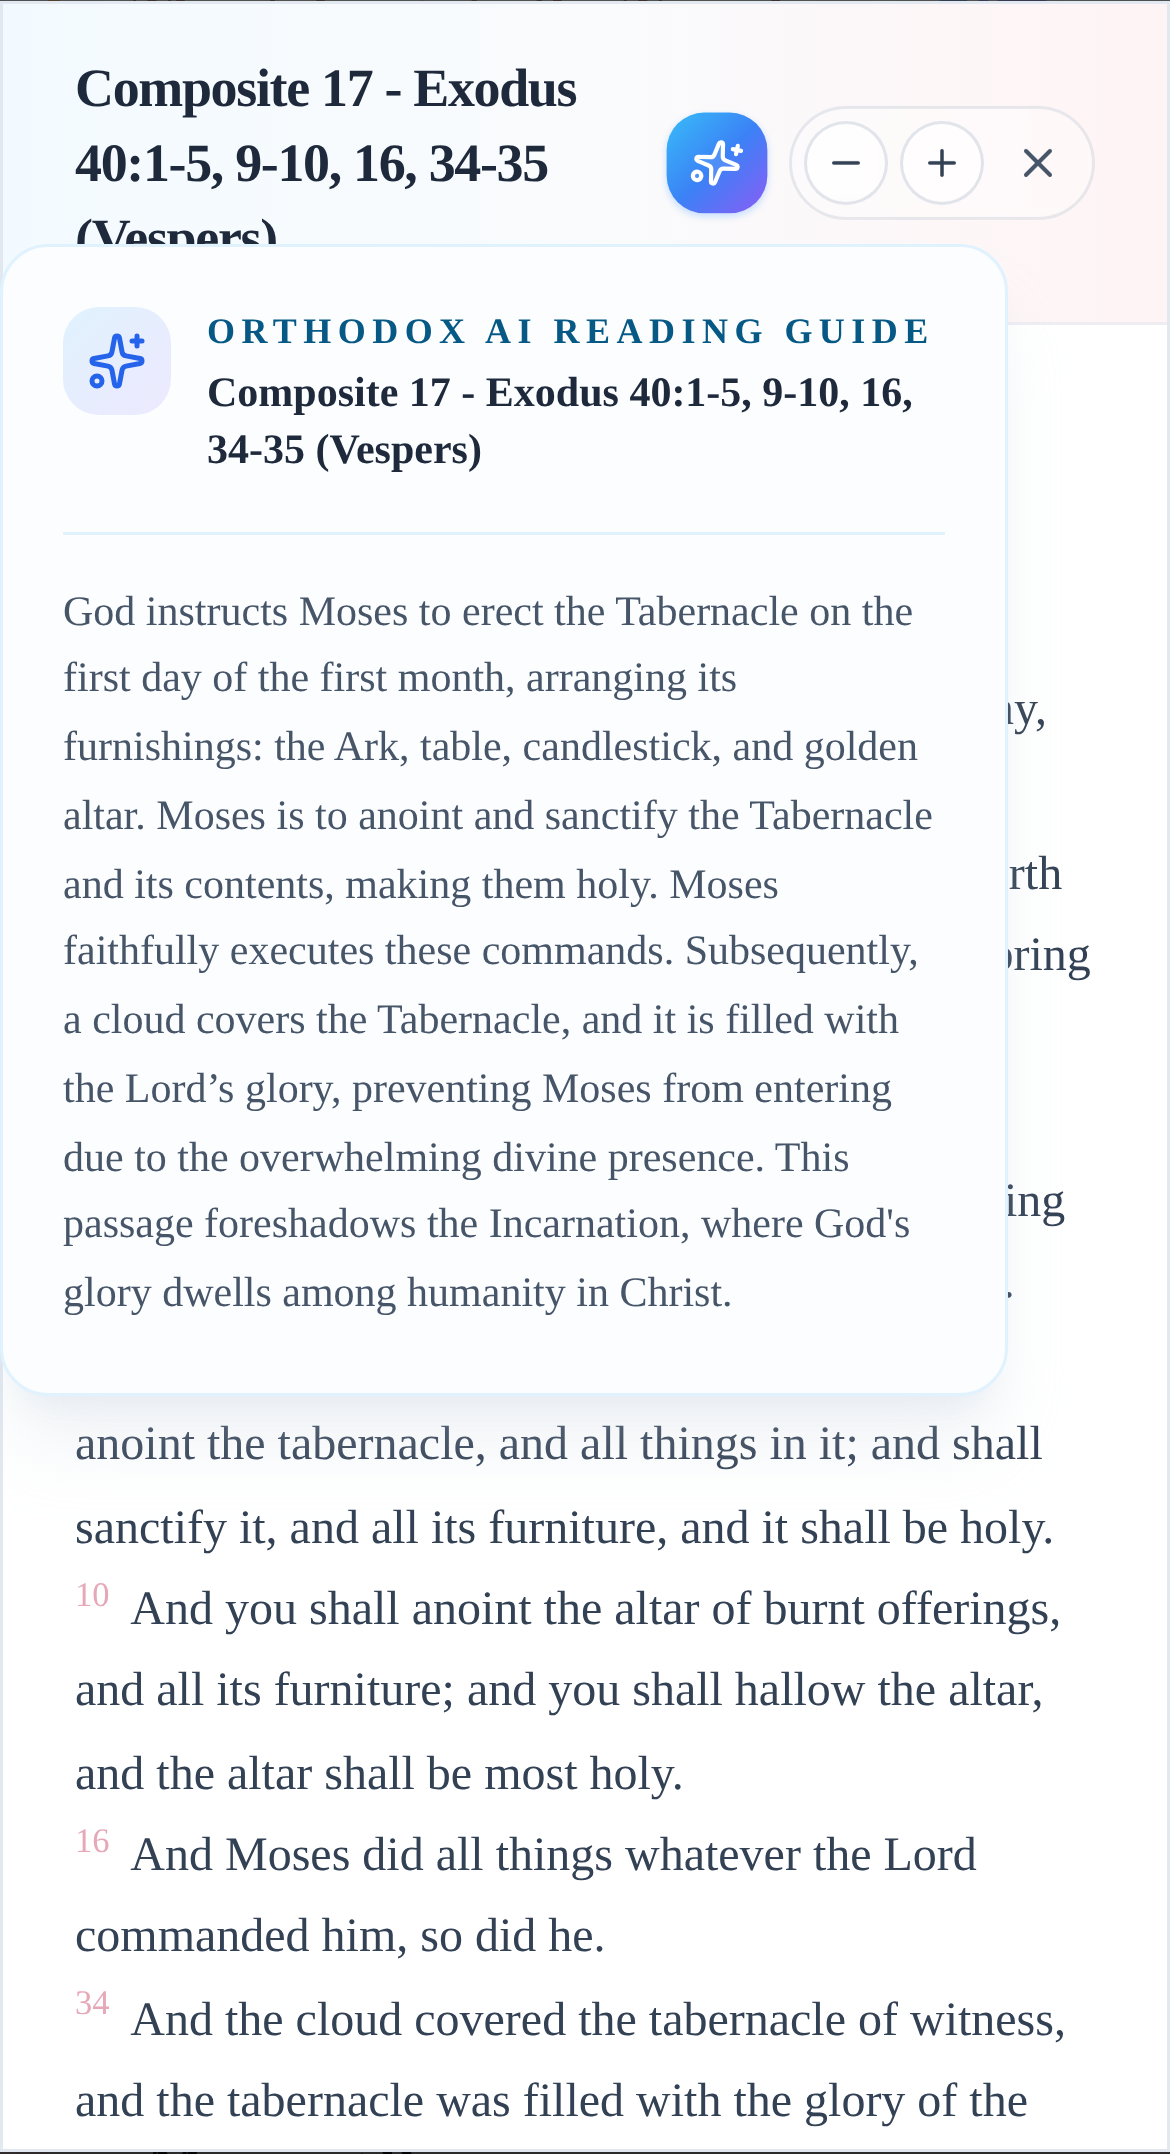 Composite 17 - Exodus
40:1-5, 9-10, 16, 34-35
(Vespers)
ORTHODOX AI READING GUIDE
Composite 17 - Exodus 40:1-5, 9-10, 16,
34-35 (Vespers)
God instructs Moses to erect the Tabernacle on the
first day of the first month, arranging its
furnishings: the Ark, table, candlestick, and golden
altar. Moses is to anoint and sanctify the Tabernacle
and its contents, making them holy. Moses
faithfully executes these commands. Subsequently,
a cloud covers the Tabernacle, and it is filled with
the Lord’s glory, preventing Moses from entering
due to the overwhelming divine presence. This
passage foreshadows the Incarnation, where God's
glory dwells among humanity in Christ.
anoint the tabernacle, and all things in it; and shall
sanctify it, and all its furniture, and it shall be holy.
10 And you shall anoint the altar of burnt offerings,
and all its furniture; and you shall hallow the altar,
and the altar shall be most holy.
16 And Moses did all things whatever the Lord
commanded him, so did he.
34 And the cloud covered the tabernacle of witness,
and the tabernacle was filled with the glory of the